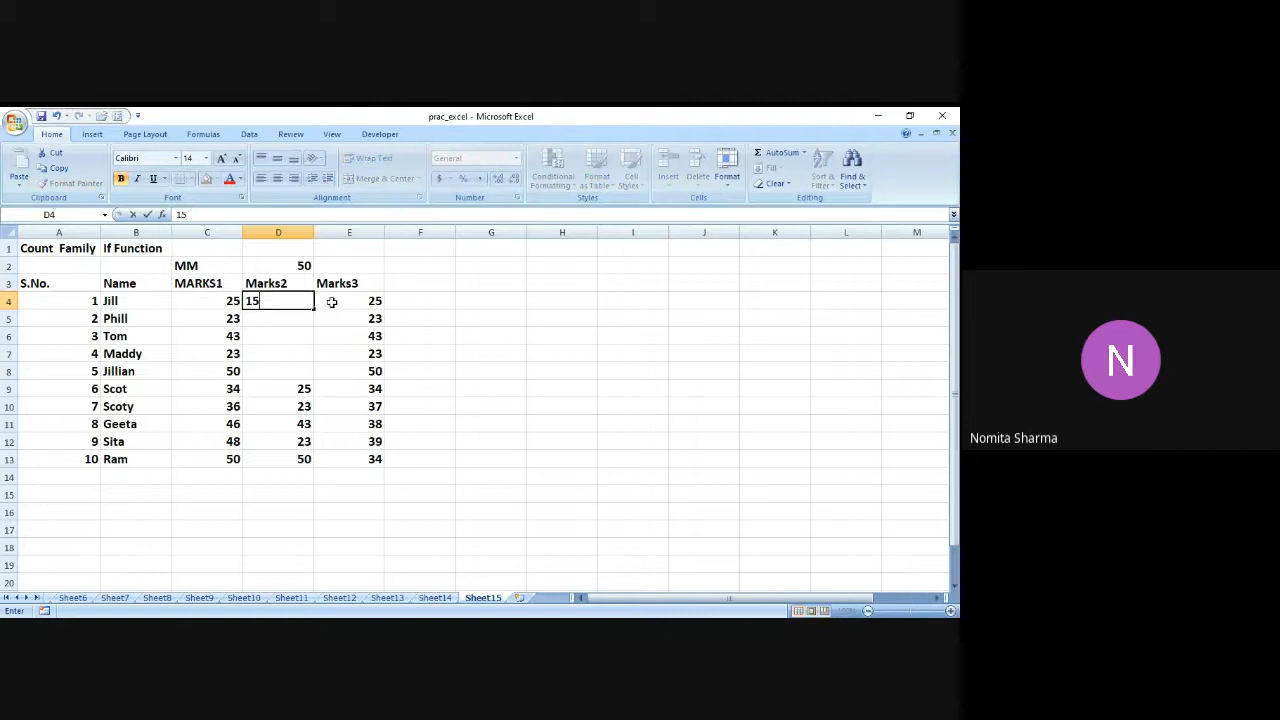 prac_excel - Microsoft Excel
Home Insert Page Layout Formulas Data Review View Developer
Cut
Copy
Format Painter
Paste
Clipboard
Calibri 14
B I U
Font
Wrap Text
Merge & Center
Alignment
General
$ % ,
Number
Conditional Formatting
Format as Table
Cell Styles
Styles
Insert Delete Format
Cells
Σ AutoSum
Fill
Clear
Sort & Filter
Find & Select
Editing
D4 fx 15
A B C D E F G H I J K L M
1 Count Family If Function
2 MM 50
3 S.No. Name MARKS1 Marks2 Marks3
4 1 Jill 25 15 25
5 2 Phill 23 23
6 3 Tom 43 43
7 4 Maddy 23 23
8 5 Jillian 50 50
9 6 Scot 34 25 34
10 7 Scoty 36 23 37
11 8 Geeta 46 43 38
12 9 Sita 48 23 39
13 10 Ram 50 50 34
14
15
16
17
18
19
20
Sheet6 Sheet7 Sheet8 Sheet9 Sheet10 Sheet11 Sheet12 Sheet13 Sheet14 Sheet15
Enter
N
Nomita Sharma